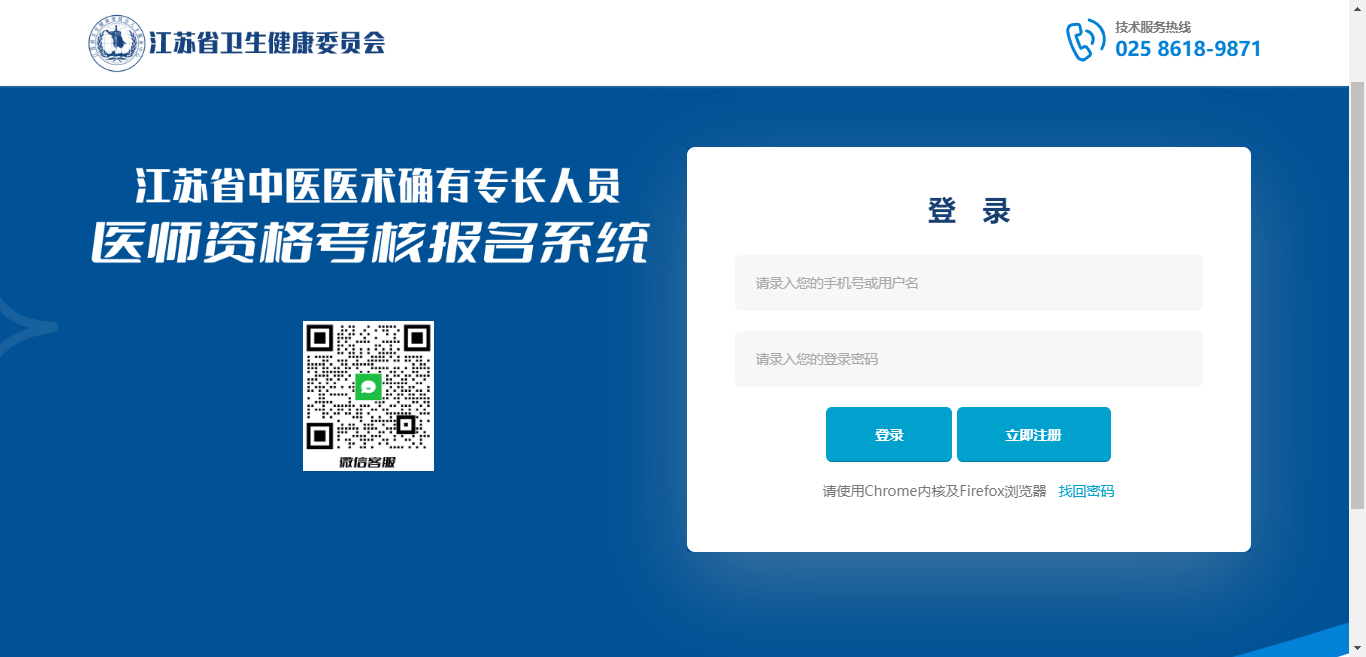 江苏省卫生健康委员会
技术服务热线
025 8618-9871
江苏省中医医术确有专长人员
医师资格考核报名系统
微信客服
登 录
请录入您的手机号或用户名
请录入您的登录密码
登录
立即注册
请使用Chrome内核及Firefox浏览器 找回密码